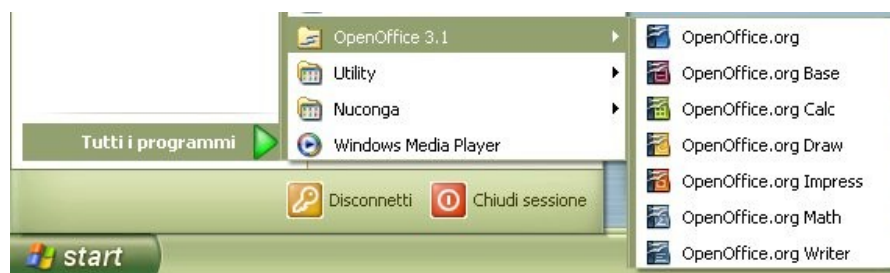 OpenOffice 3.1
Utility
Nuconga
Windows Media Player
Tutti i programmi
Disconnetti
Chiudi sessione
start
OpenOffice.org
OpenOffice.org Base
OpenOffice.org Calc
OpenOffice.org Draw
OpenOffice.org Impress
OpenOffice.org Math
OpenOffice.org Writer